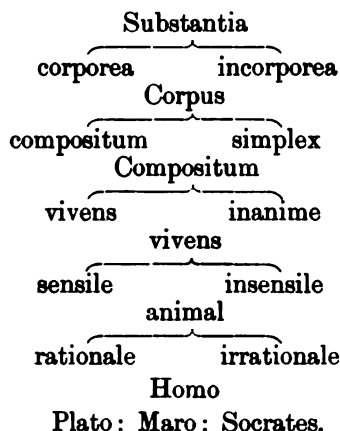 Substantia
corporea incorporea
Corpus
compositum simplex
Compositum
vivens inanime
vivens
sensile insensile
animal
rationale irrationale
Homo
Plato: Maro: Socrates.